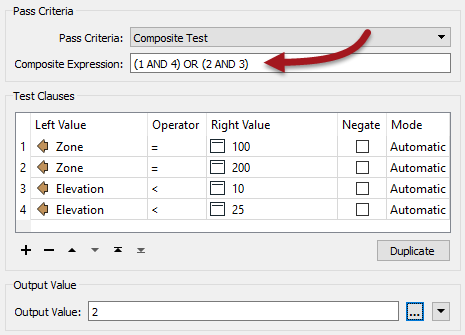 Pass Criteria
Pass Criteria: Composite Test
Composite Expression: (1 AND 4) OR (2 AND 3)
Test Clauses
Left Value Operator Right Value Negate Mode
1 Zone = 100 Automatic
2 Zone = 200 Automatic
3 Elevation < 10 Automatic
4 Elevation < 25 Automatic
Duplicate
Output Value
Output Value: 2 ...